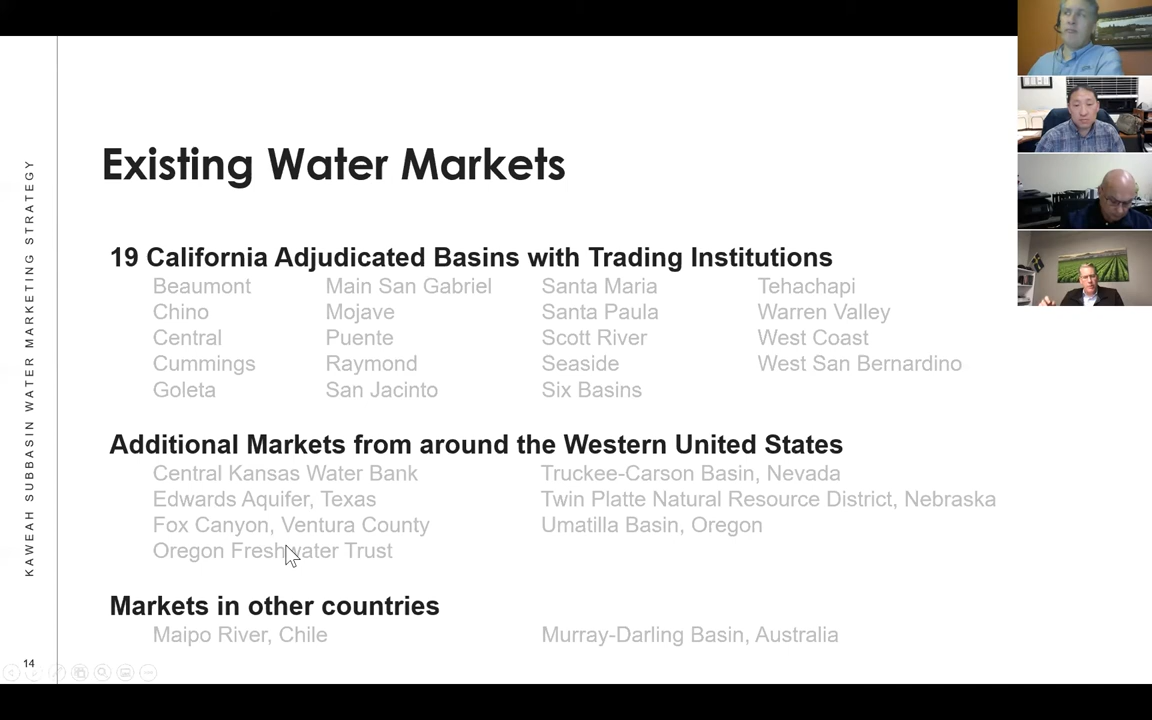 KAWEAH SUBBASIN WATER MARKETING STRATEGY
Existing Water Markets
19 California Adjudicated Basins with Trading Institutions
Beaumont Main San Gabriel Santa Maria Tehachapi
Chino Mojave Santa Paula Warren Valley
Central Puente Scott River West Coast
Cummings Raymond Seaside West San Bernardino
Goleta San Jacinto Six Basins
Additional Markets from around the Western United States
Central Kansas Water Bank Truckee-Carson Basin, Nevada
Edwards Aquifer, Texas Twin Platte Natural Resource District, Nebraska
Fox Canyon, Ventura County Umatilla Basin, Oregon
Oregon Freshwater Trust
Markets in other countries
Maipo River, Chile Murray-Darling Basin, Australia
14